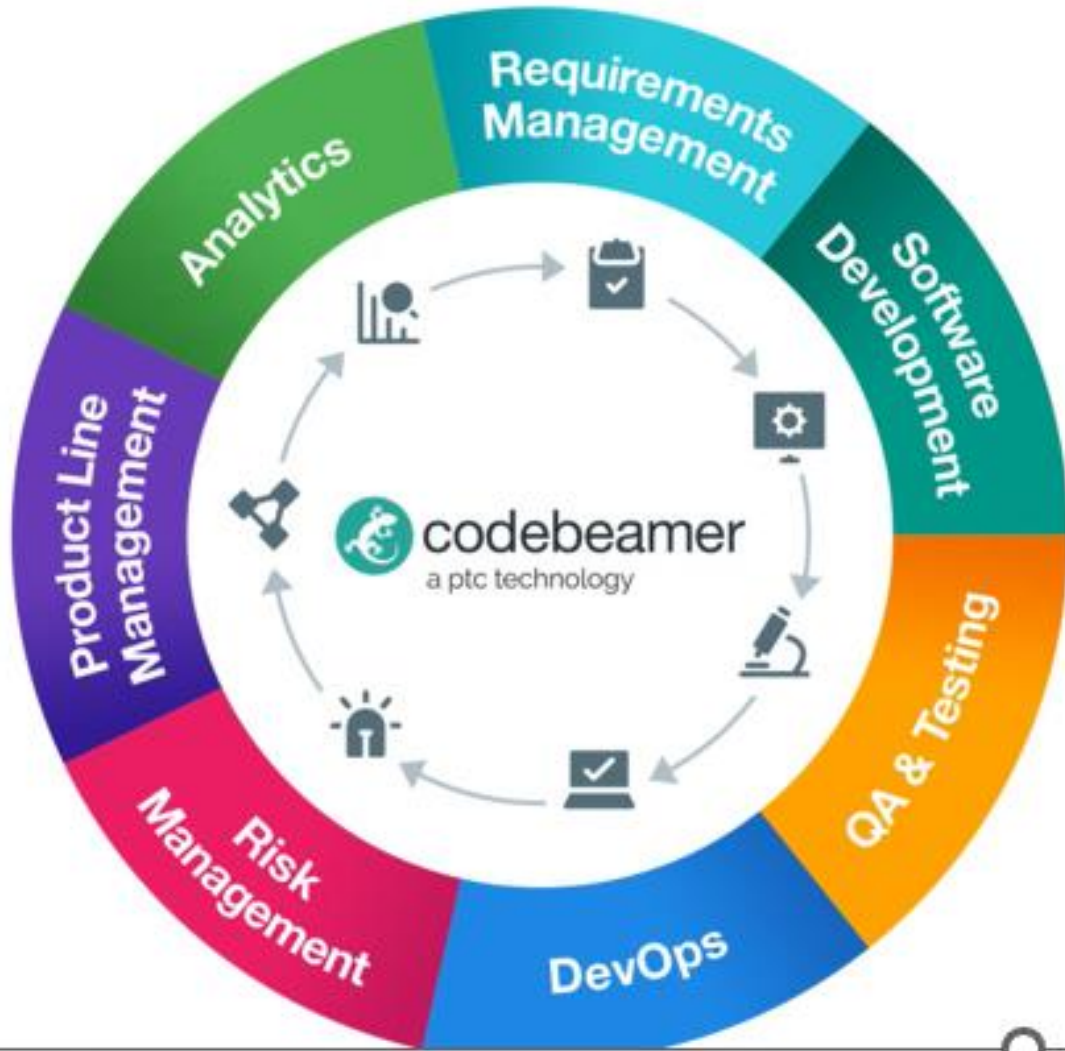 Requirements
Management
Software
Development
QA & Testing
DevOps
Risk
Management
Product Line
Management
Analytics
codebeamer
a ptc technology